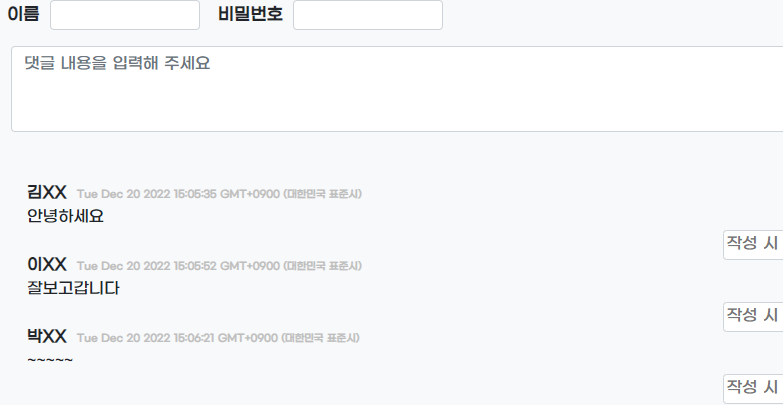 이름 비밀번호
댓글 내용을 입력해 주세요
김XX Tue Dec 20 2022 15:05:35 GMT+0900 (대한민국 표준시)
안녕하세요
작성 시
이XX Tue Dec 20 2022 15:05:52 GMT+0900 (대한민국 표준시)
잘보고갑니다
작성 시
박XX Tue Dec 20 2022 15:06:21 GMT+0900 (대한민국 표준시)
~~~~~
작성 시